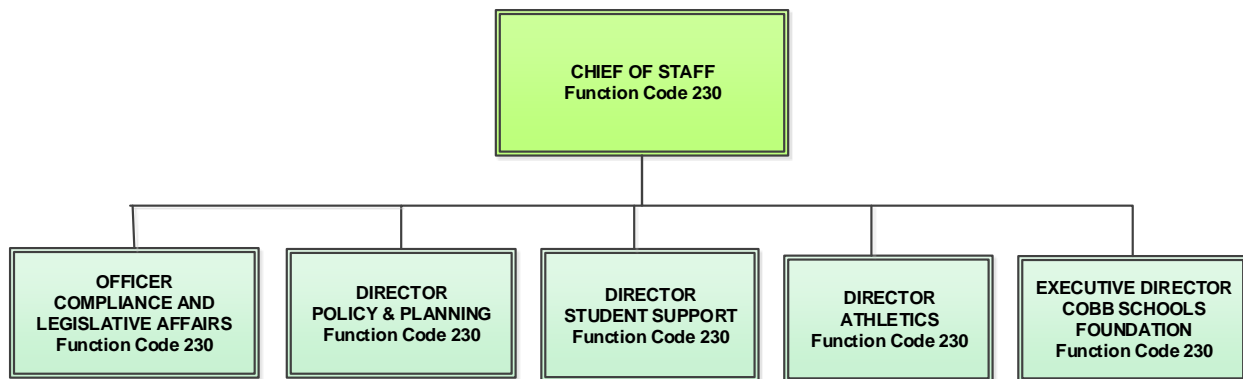 CHIEF OF STAFF
Function Code 230
OFFICER
COMPLIANCE AND
LEGISLATIVE AFFAIRS
Function Code 230
DIRECTOR
POLICY & PLANNING
Function Code 230
DIRECTOR
STUDENT SUPPORT
Function Code 230
DIRECTOR
ATHLETICS
Function Code 230
EXECUTIVE DIRECTOR
COBB SCHOOLS
FOUNDATION
Function Code 230